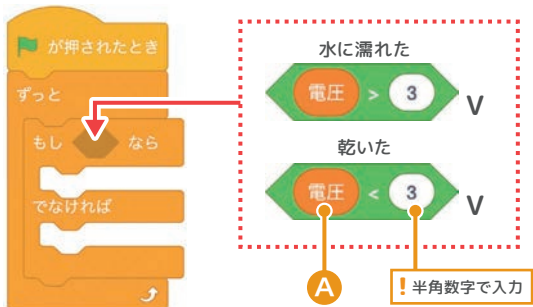 が押されたとき
ずっと
もし なら
でなければ
水に濡れた
電圧 > 3 V
乾いた
電圧 < 3 V
A
! 半角数字で入力